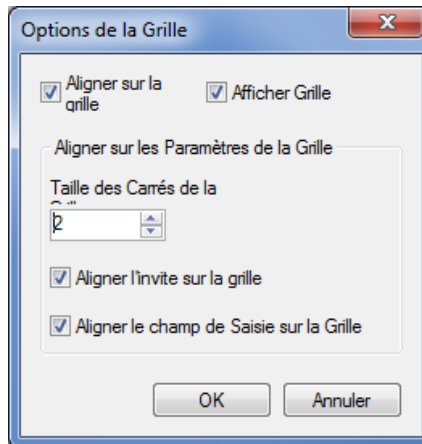 Options de la Grille
Aligner sur la
grille
Afficher Grille
Aligner sur les Paramètres de la Grille
Taille des Carrés de la
2
Aligner l'invite sur la grille
Aligner le champ de Saisie sur la Grille
OK
Annuler